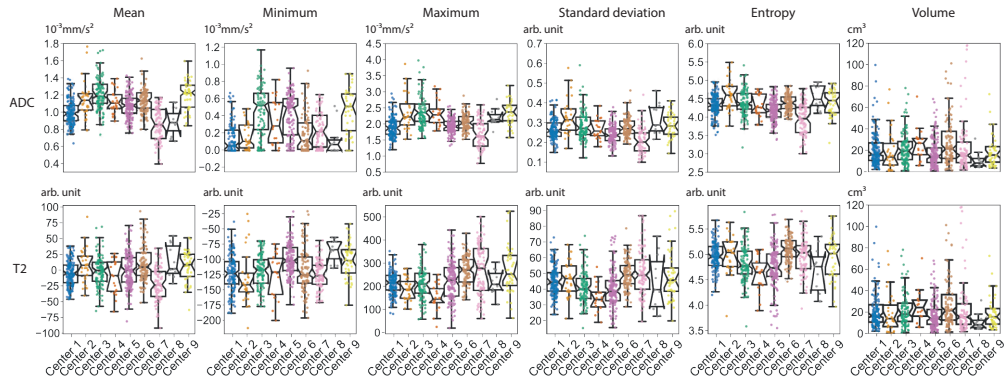 Mean Minimum Maximum Standard deviation Entropy Volume
10⁻³mm/s² 10⁻³mm/s² 10⁻³mm/s² arb. unit arb. unit cm³
ADC
1.8 1.2 4.5 0.7 6.0 120
1.6 1.0 4.0 0.6 5.5 100
1.4 0.8 3.5 0.5 5.0 80
1.2 0.6 3.0 0.4 4.5 60
1.0 0.4 2.5 0.3 4.0 40
0.8 0.2 2.0 0.2 3.5 20
0.6 0.0 1.5 0.1 3.0 0
0.4 −0.2 1.0 2.5
0.5
arb. unit arb. unit arb. unit arb. unit arb. unit cm³
T2
100 −25 500 90 5.5 120
75 −50 400 80 5.0 100
50 −75 300 70 4.5 80
25 −100 200 60 4.0 60
0 −125 100 50 3.5 40
−25 −150 0 40 20
−50 −175 30 0
−75 −200 20
−100
Center 1 Center 2 Center 3 Center 4 Center 5 Center 6 Center 7 Center 8 Center 9
Center 1 Center 2 Center 3 Center 4 Center 5 Center 6 Center 7 Center 8 Center 9
Center 1 Center 2 Center 3 Center 4 Center 5 Center 6 Center 7 Center 8 Center 9
Center 1 Center 2 Center 3 Center 4 Center 5 Center 6 Center 7 Center 8 Center 9
Center 1 Center 2 Center 3 Center 4 Center 5 Center 6 Center 7 Center 8 Center 9
Center 1 Center 2 Center 3 Center 4 Center 5 Center 6 Center 7 Center 8 Center 9